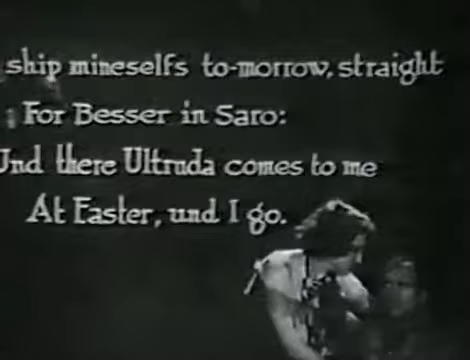 ship mineselfs to-morrow, straight
For Besser in Saro:
Und there Ultruda comes to me
At Easter, und I go.